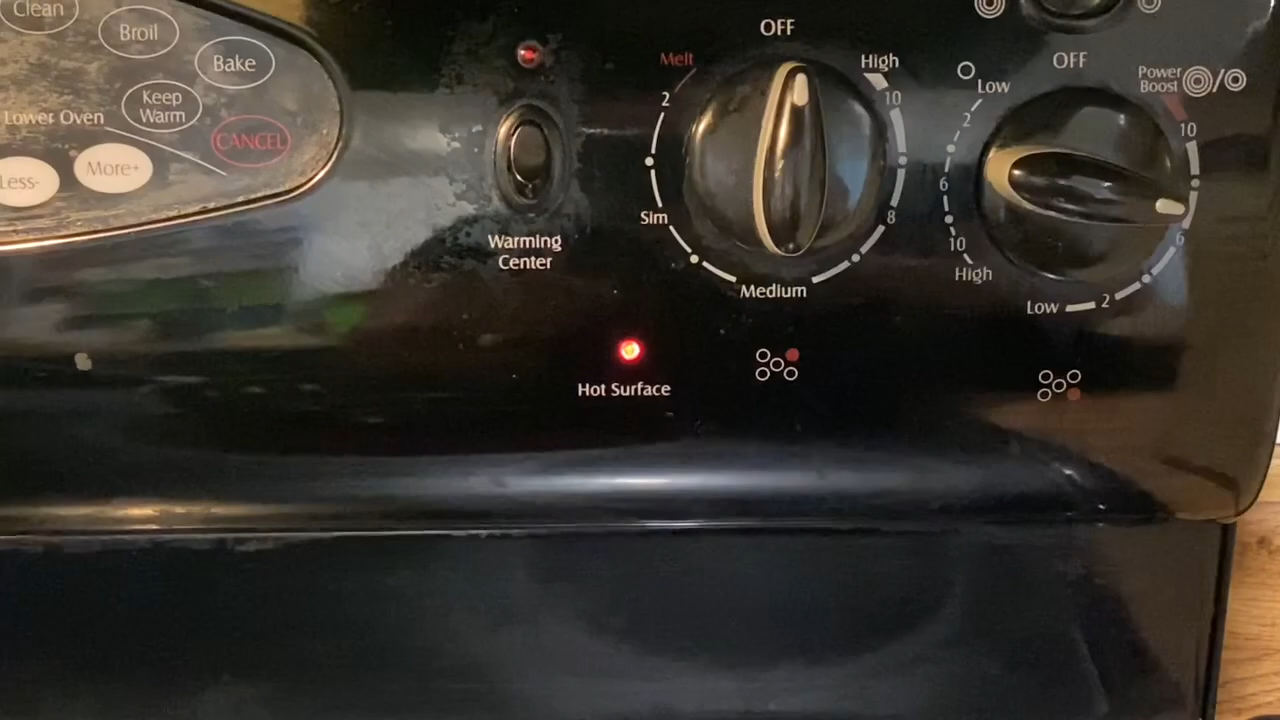 Clean
Broil
Bake
Keep
Warm
Lower Oven
CANCEL
Less-
More+
Warming
Center
Hot Surface
OFF
Melt
High
2
10
Sim
8
Medium
OFF
Low
Power
Boost
2
10
6
6
10
High
Low
2